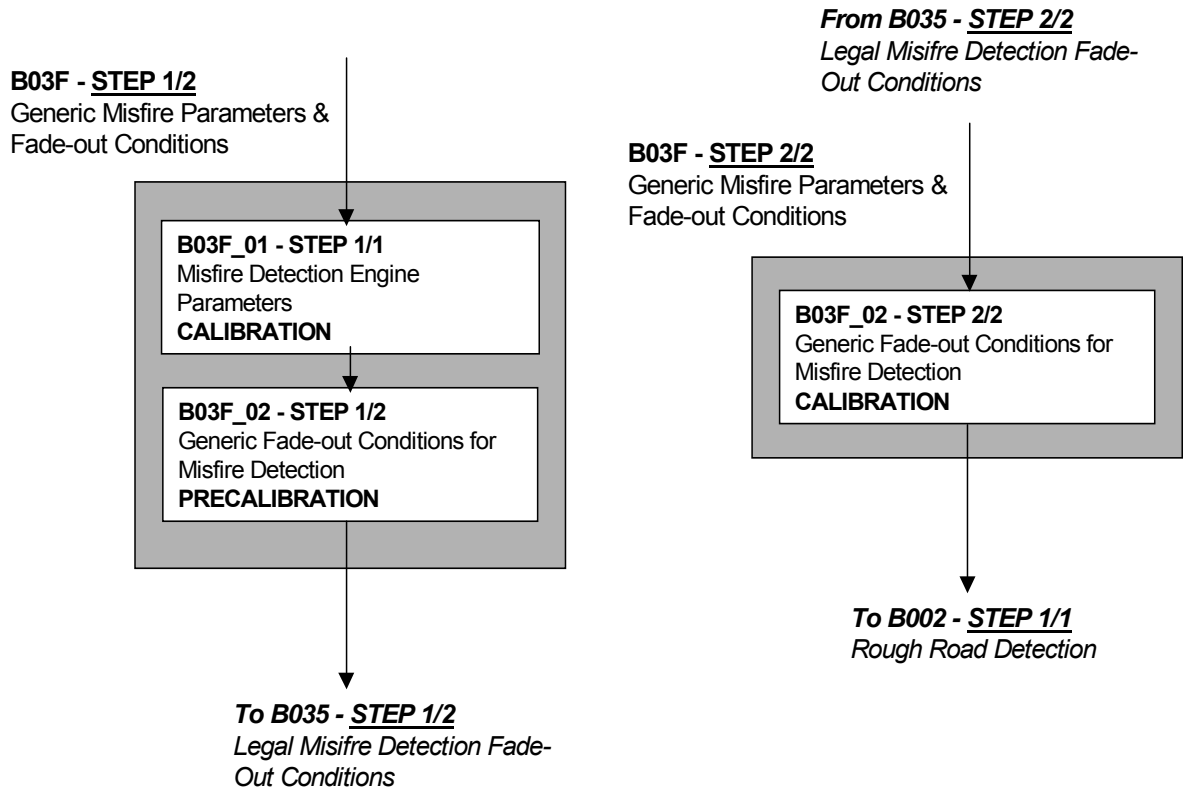 B03F - STEP 1/2
Generic Misfire Parameters &
Fade-out Conditions
B03F_01 - STEP 1/1
Misfire Detection Engine
Parameters
CALIBRATION
B03F_02 - STEP 1/2
Generic Fade-out Conditions for
Misfire Detection
PRECALIBRATION
To B035 - STEP 1/2
Legal Misifre Detection Fade-
Out Conditions
From B035 - STEP 2/2
Legal Misifre Detection Fade-
Out Conditions
B03F - STEP 2/2
Generic Misfire Parameters &
Fade-out Conditions
B03F_02 - STEP 2/2
Generic Fade-out Conditions for
Misfire Detection
CALIBRATION
To B002 - STEP 1/1
Rough Road Detection